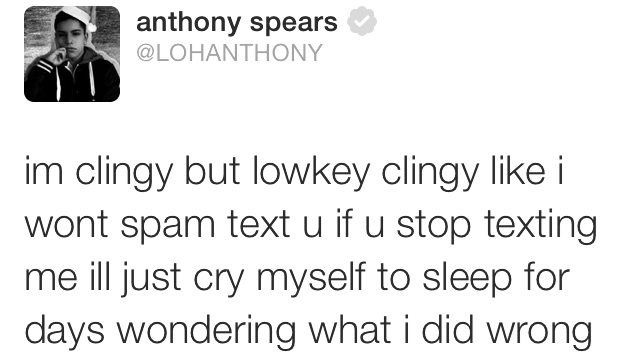 anthony spears
@LOHANTHONY
im clingy but lowkey clingy like i
wont spam text u if u stop texting
me ill just cry myself to sleep for
days wondering what i did wrong